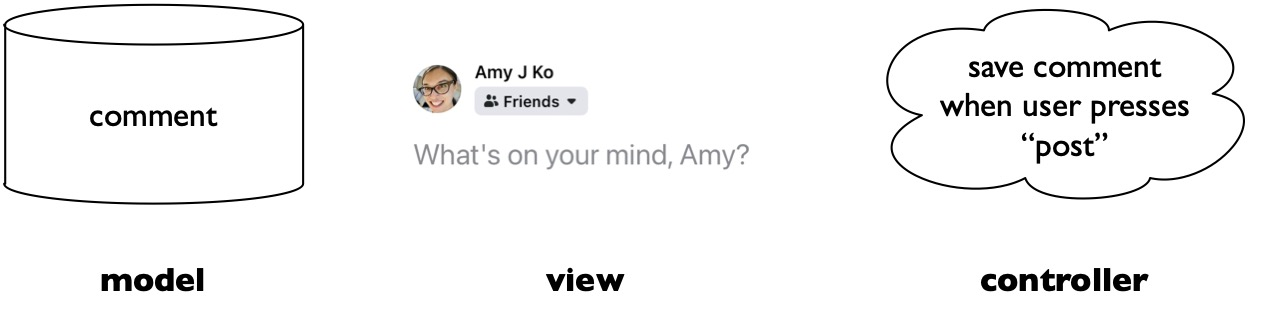 comment
model
Amy J Ko
Friends
What's on your mind, Amy?
view
save comment
when user presses
“post”
controller